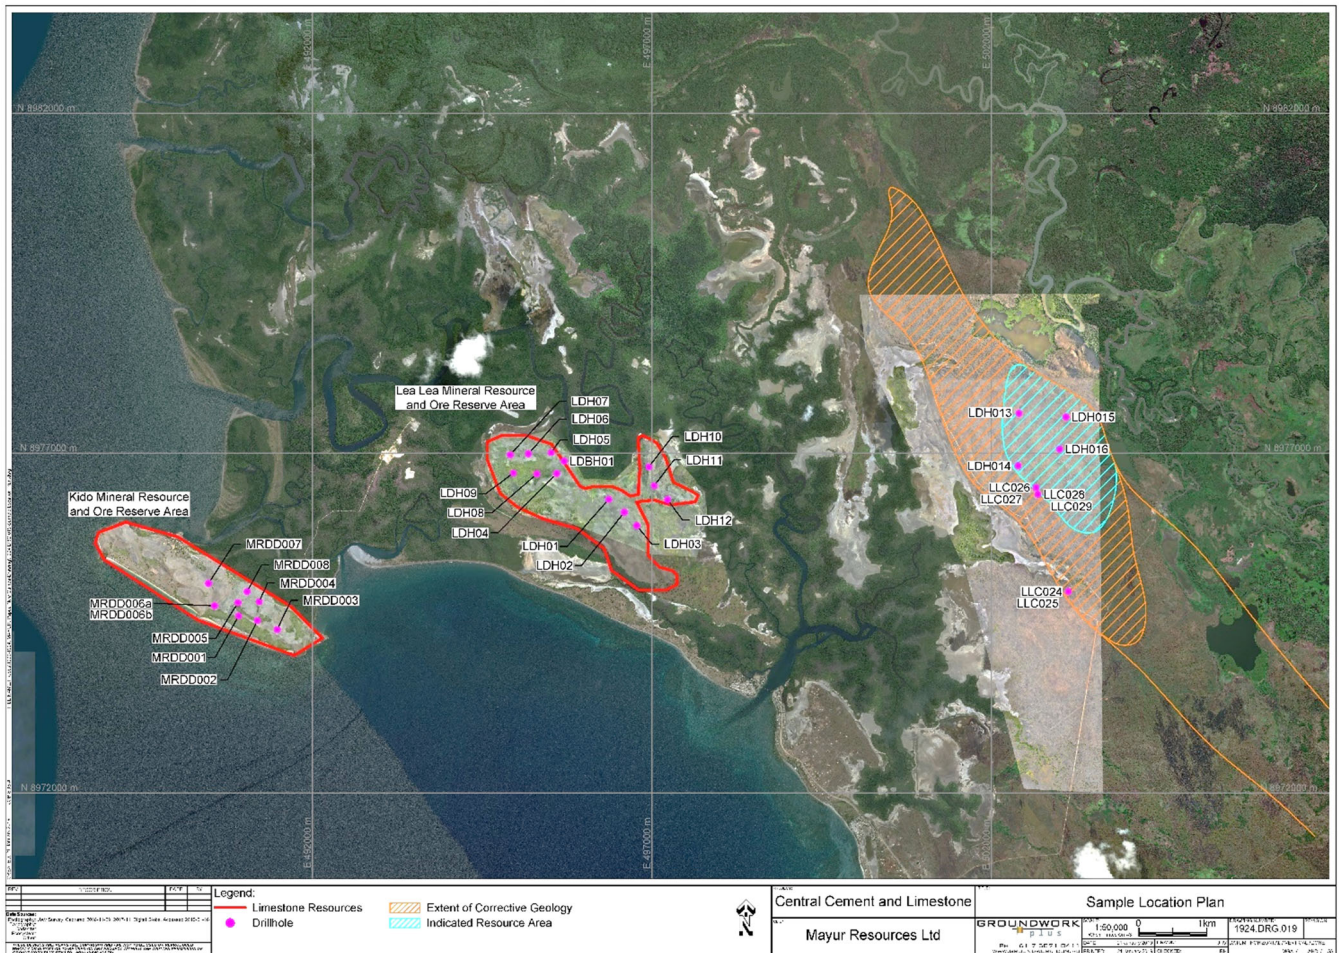 E 492000 m
E 497000 m
N 8982000 m
N 8982000 m
Lea Lea Mineral Resource
and Ore Reserve Area
LDH07
LDH06
LDH05
LDBH01
LDH10
LDH11
LDH013
LDH015
N 8977000 m
N 8977000 m
LDH016
LDH014
LDH09
LDH08
LDH04
LDH12
LLC026
LLC027
LLC028
LLC029
Kido Mineral Resource
and Ore Reserve Area
LDH01
LDH02
LDH03
MRDD007
MRDD008
MRDD004
MRDD003
MRDD006a
MRDD006b
MRDD005
MRDD001
MRDD002
LLC024
LLC025
N 8972000 m
N 8972000 m
E 492000 m
E 497000 m
Legend:
Limestone Resources
Drillhole
Extent of Corrective Geology
Indicated Resource Area
Central Cement and Limestone
Mayur Resources Ltd
Sample Location Plan
GROUNDWORK
plus
1:50,000
0
1km
1924.DRG.019